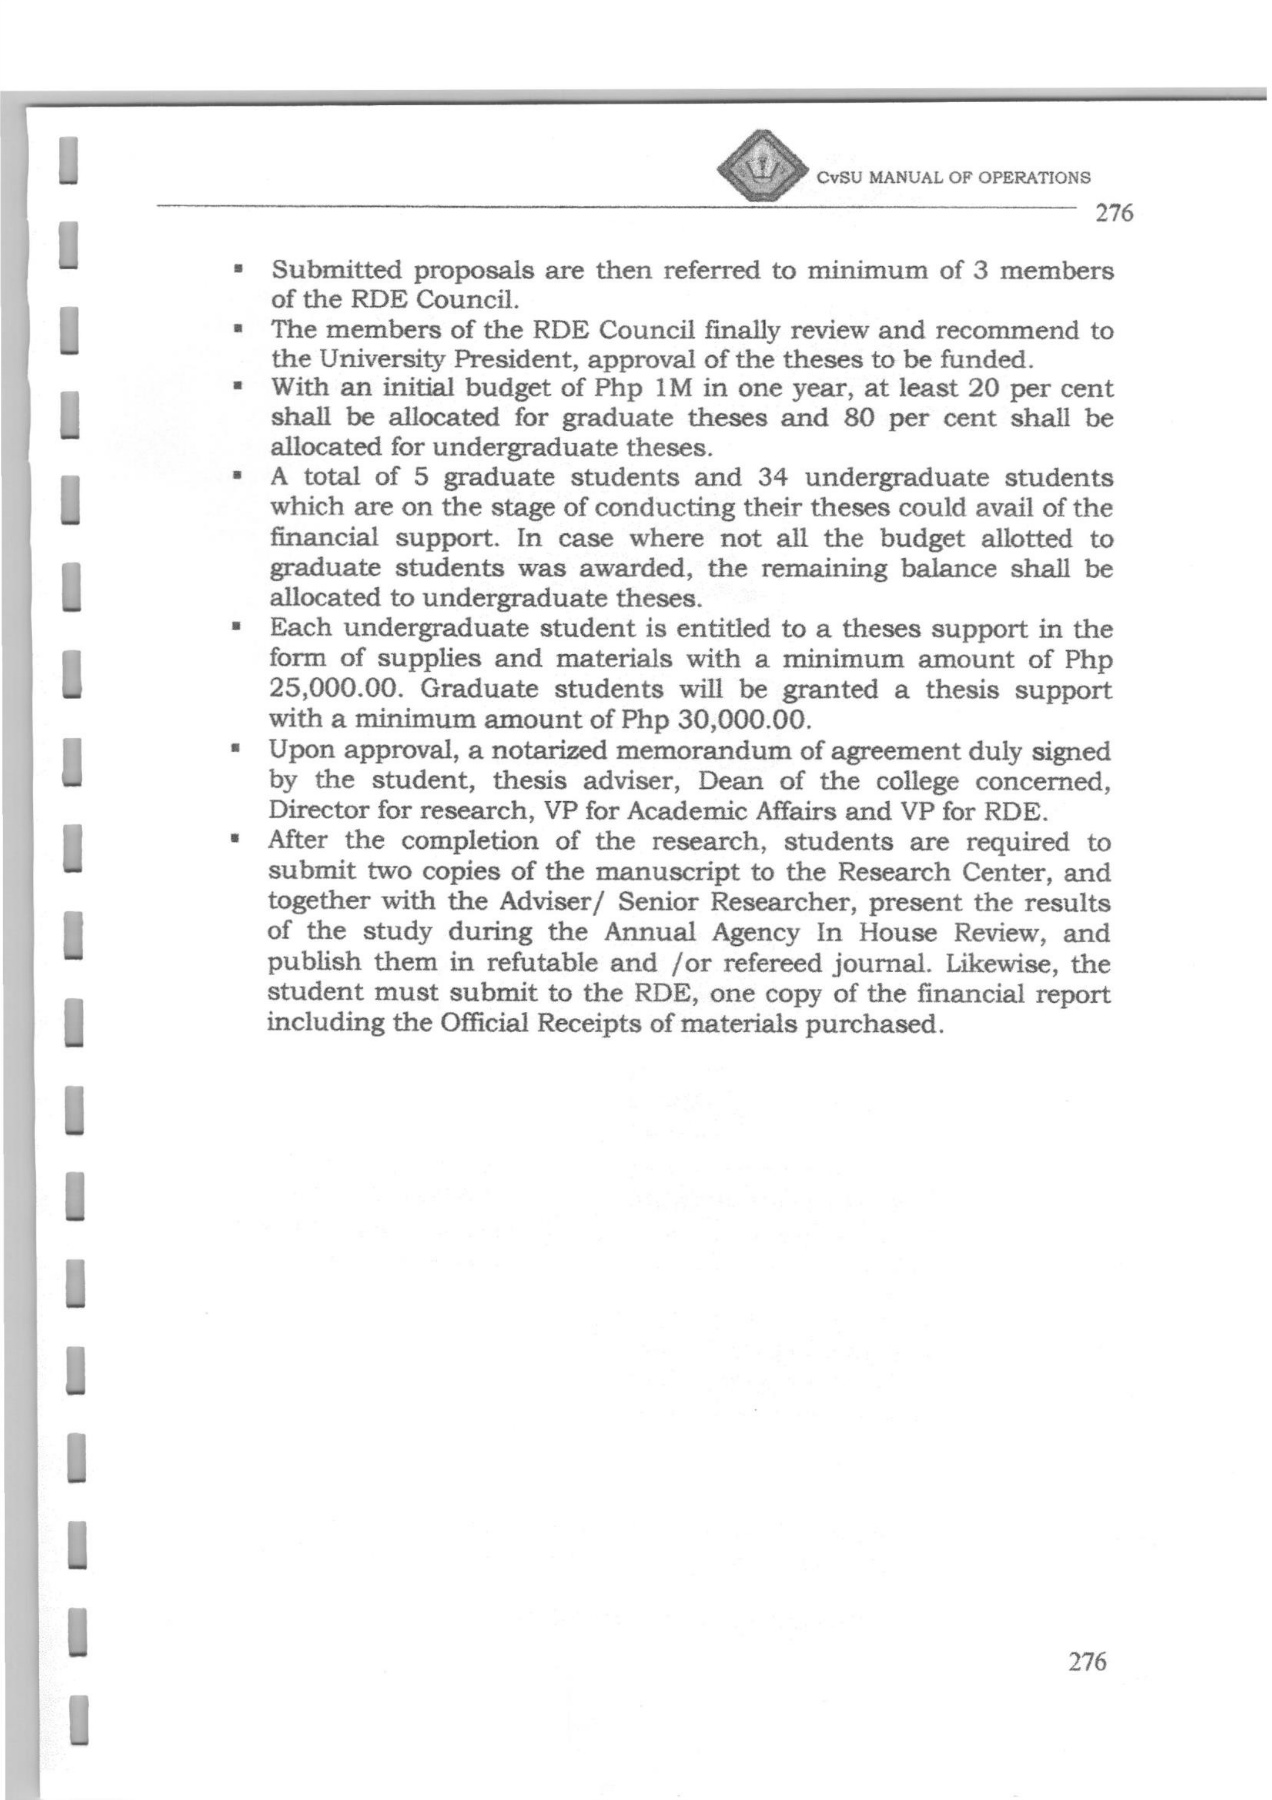 CvSU MANUAL OF OPERATIONS
276
▪ Submitted proposals are then referred to minimum of 3 members
of the RDE Council.
▪ The members of the RDE Council finally review and recommend to
the University President, approval of the theses to be funded.
▪ With an initial budget of Php 1M in one year, at least 20 per cent
shall be allocated for graduate theses and 80 per cent shall be
allocated for undergraduate theses.
▪ A total of 5 graduate students and 34 undergraduate students
which are on the stage of conducting their theses could avail of the
financial support. In case where not all the budget allotted to
graduate students was awarded, the remaining balance shall be
allocated to undergraduate theses.
▪ Each undergraduate student is entitled to a theses support in the
form of supplies and materials with a minimum amount of Php
25,000.00. Graduate students will be granted a thesis support
with a minimum amount of Php 30,000.00.
▪ Upon approval, a notarized memorandum of agreement duly signed
by the student, thesis adviser, Dean of the college concerned,
Director for research, VP for Academic Affairs and VP for RDE.
▪ After the completion of the research, students are required to
submit two copies of the manuscript to the Research Center, and
together with the Adviser/ Senior Researcher, present the results
of the study during the Annual Agency In House Review, and
publish them in refutable and /or refereed journal. Likewise, the
student must submit to the RDE, one copy of the financial report
including the Official Receipts of materials purchased.
276